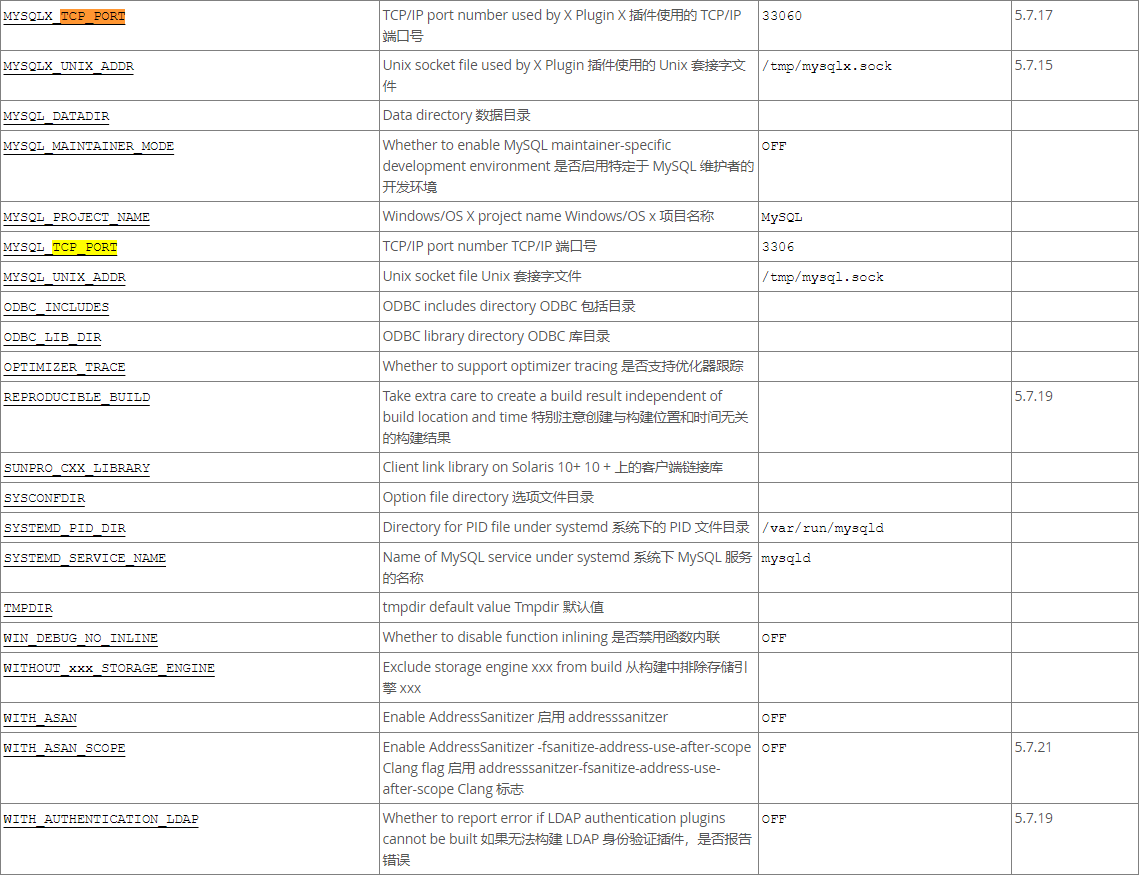 MYSQLX_TCP_PORT TCP/IP port number used by X Plugin X 插件使用的 TCP/IP 33060 5.7.17
端口号
MYSQLX_UNIX_ADDR Unix socket file used by X Plugin 插件使用的 Unix 套接字文 /tmp/mysqlx.sock 5.7.15
件
MYSQL_DATADIR Data directory 数据目录
MYSQL_MAINTAINER_MODE Whether to enable MySQL maintainer-specific OFF
development environment 是否启用特定于 MySQL 维护者的
开发环境
MYSQL_PROJECT_NAME Windows/OS X project name Windows/OS x 项目名称 MySQL
MYSQL_TCP_PORT TCP/IP port number TCP/IP 端口号 3306
MYSQL_UNIX_ADDR Unix socket file Unix 套接字文件 /tmp/mysql.sock
ODBC_INCLUDES ODBC includes directory ODBC 包括目录
ODBC_LIB_DIR ODBC library directory ODBC 库目录
OPTIMIZER_TRACE Whether to support optimizer tracing 是否支持优化器跟踪
REPRODUCIBLE_BUILD Take extra care to create a build result independent of 5.7.19
build location and time 特别注意创建与构建位置和时间无关
的构建结果
SUNPRO_CXX_LIBRARY Client link library on Solaris 10+ 10 + 上的客户端链接库
SYSCONFDIR Option file directory 选项文件目录
SYSTEMD_PID_DIR Directory for PID file under systemd 系统下的 PID 文件目录 /var/run/mysqld
SYSTEMD_SERVICE_NAME Name of MySQL service under systemd 系统下 MySQL 服务 mysqld
的名称
TMPDIR tmpdir default value Tmpdir 默认值
WIN_DEBUG_NO_INLINE Whether to disable function inlining 是否禁用函数内联 OFF
WITHOUT_xxx_STORAGE_ENGINE Exclude storage engine xxx from build 从构建中排除存储引
擎 xxx
WITH_ASAN Enable AddressSanitizer 启用 addresssanitzer OFF
WITH_ASAN_SCOPE Enable AddressSanitizer -fsanitize-address-use-after-scope OFF 5.7.21
Clang flag 启用 addresssanitzer-fsanitize-address-use-
after-scope Clang 标志
WITH_AUTHENTICATION_LDAP Whether to report error if LDAP authentication plugins OFF 5.7.19
cannot be built 如果无法构建 LDAP 身份验证插件，是否报告
错误